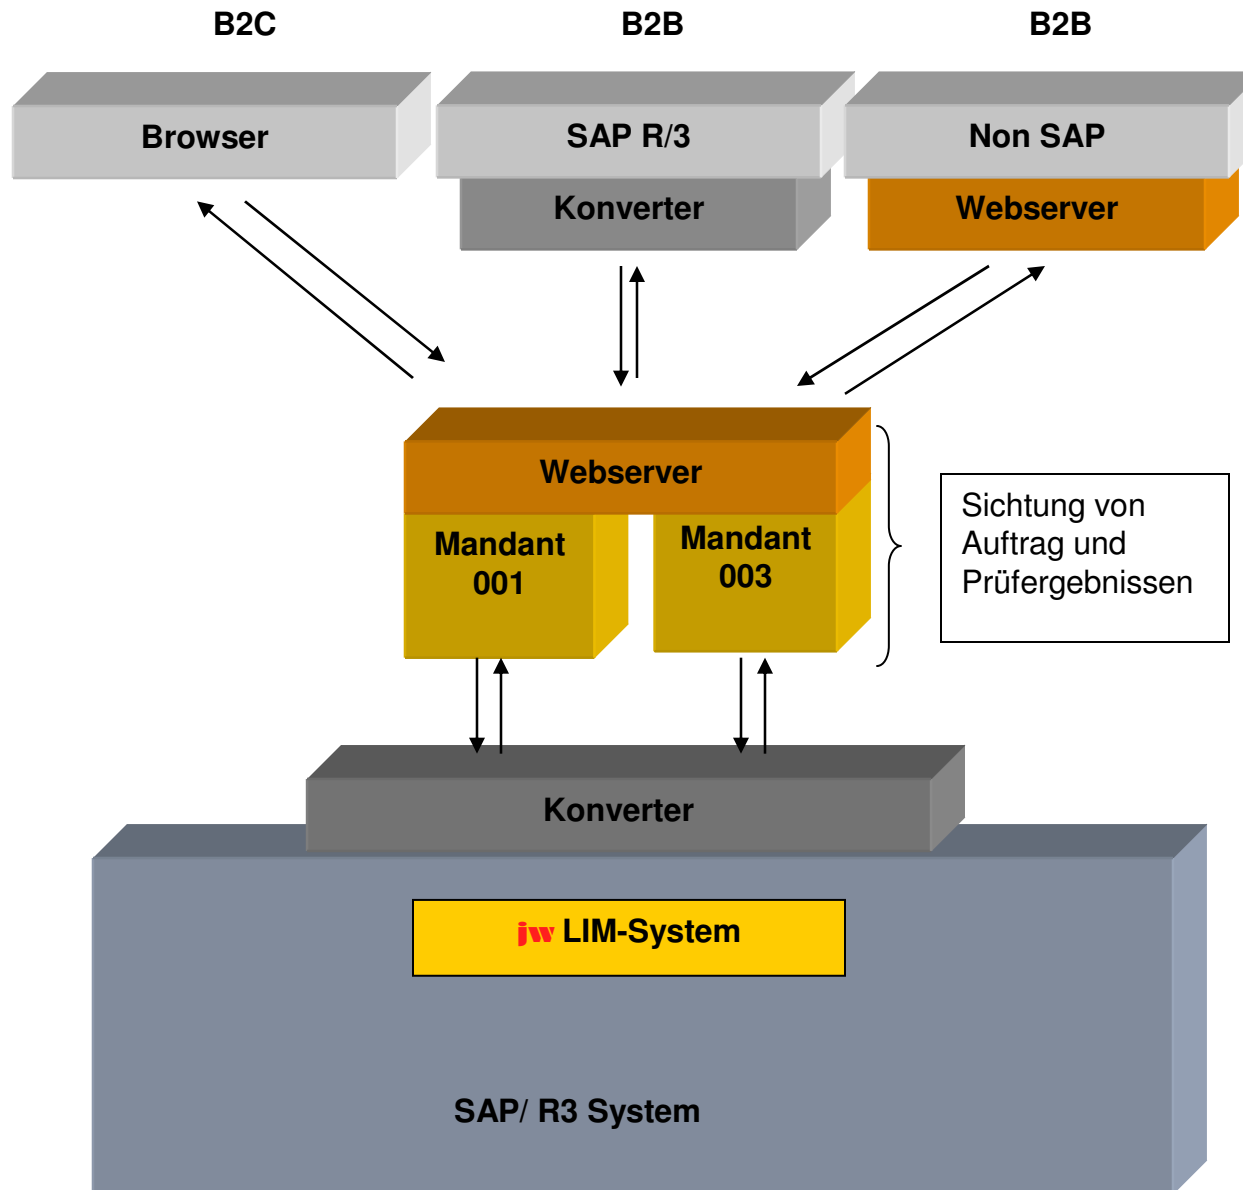 B2C B2B B2B
Browser SAP R/3 Non SAP
Konverter Webserver
Webserver
Mandant
001
Mandant
003
Sichtung von
Auftrag und
Prüfergebnissen
Konverter
jw LIM-System
SAP/ R3 System